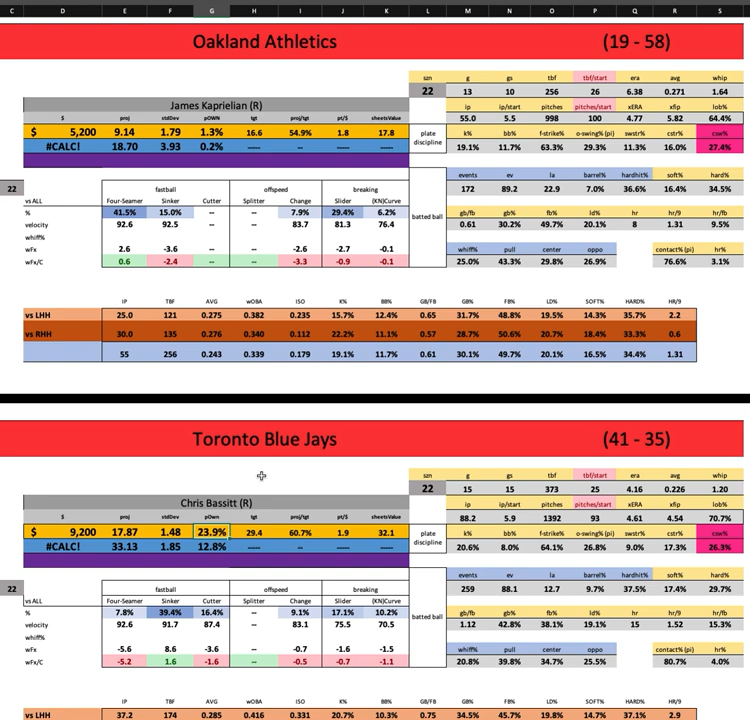 C D E F G H I J K L M N O P Q R S
Oakland Athletics (19 - 58)
szn g gs tbf tbf/start era avg whip
22 13 10 256 26 6.38 0.271 1.64
James Kaprielian (R) ip ip/start pitches pitches/start xERA xfip lob%
$ proj stdDev pOWN tgt proj/tgt pt/$ sheetsValue 55.0 5.5 998 100 4.77 5.82 64.4%
$ 5,200 9.14 1.79 1.3% 16.6 54.9% 1.8 17.8 plate discipline k% bb% f-strike% o-swing% (pi) swstr% cstr% csw%
#CALC! 18.70 3.93 0.2% ---- -- ---- ---- 19.1% 11.7% 63.3% 29.3% 11.3% 16.0% 27.4%
events ev la barrel% hardhit% soft% hard%
22 fastball offspeed breaking 172 89.2 22.9 7.0% 36.6% 16.4% 34.5%
vs ALL Four-Seamer Sinker Cutter Splitter Change Slider (KN)Curve
% 41.5% 15.0% -- -- 7.9% 29.4% 6.2% batted ball gb/fb gb% fb% ld% hr hr/9 hr/fb
velocity 92.6 92.5 -- -- 83.7 81.3 76.4 0.61 30.2% 49.7% 20.1% 8 1.31 9.5%
whiff%
wFx 2.6 -3.6 -- -- -2.6 -2.7 -0.1 whiff% pull center oppo contact% (pi) hr%
wFx/C 0.6 -2.4 -- -- -3.3 -0.9 -0.1 25.0% 43.3% 29.8% 26.9% 76.6% 3.1%
IP TBF AVG wOBA ISO K% BB% GB/FB GB% FB% LD% SOFT% HARD% HR/9
vs LHH 25.0 121 0.275 0.382 0.235 15.7% 12.4% 0.65 31.7% 48.8% 19.5% 14.3% 35.7% 2.2
vs RHH 30.0 135 0.276 0.340 0.112 22.2% 11.1% 0.57 28.7% 50.6% 20.7% 18.4% 33.3% 0.6
55 256 0.243 0.339 0.179 19.1% 11.7% 0.61 30.1% 49.7% 20.1% 16.5% 34.4% 1.31
Toronto Blue Jays (41 - 35)
szn g gs tbf tbf/start era avg whip
22 15 15 373 25 4.16 0.226 1.20
Chris Bassitt (R) ip ip/start pitches pitches/start xERA xfip lob%
$ proj stdDev pOwn tgt proj/tgt pt/$ sheetsValue 88.2 5.9 1392 93 4.61 4.54 70.7%
$ 9,200 17.87 1.48 23.9% 29.4 60.7% 1.9 32.1 plate discipline k% bb% f-strike% o-swing% (pi) swstr% cstr% csw%
#CALC! 33.13 1.85 12.8% ---- -- ---- ---- 20.6% 8.0% 64.1% 26.8% 9.0% 17.3% 26.3%
events ev la barrel% hardhit% soft% hard%
22 fastball offspeed breaking 259 88.1 12.7 9.7% 37.5% 17.4% 29.7%
vs ALL Four-Seamer Sinker Cutter Splitter Change Slider (KN)Curve
% 7.8% 39.4% 16.4% -- 9.1% 17.1% 10.2% batted ball gb/fb gb% fb% ld% hr hr/9 hr/fb
velocity 92.6 91.7 87.4 -- 83.1 75.5 70.5 1.12 42.8% 38.1% 19.1% 15 1.52 15.3%
whiff%
wFx -5.6 8.6 -3.6 -- -0.7 -1.6 -1.5 whiff% pull center oppo contact% (pi) hr%
wFx/C -5.2 1.6 -1.6 -- -0.5 -0.7 -1.1 20.8% 39.8% 34.7% 25.5% 80.7% 4.0%
IP TBF AVG wOBA ISO K% BB% GB/FB GB% FB% LD% SOFT% HARD% HR/9
vs LHH 37.2 174 0.285 0.416 0.331 20.7% 10.3% 0.75 34.5% 45.7% 19.8% 14.7% 37.1% 2.9